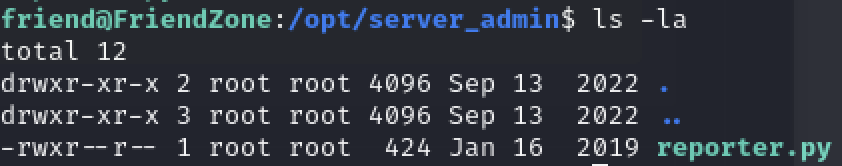 friend@FriendZone:/opt/server_admin$ ls -la
total 12
drwxr-xr-x 2 root root 4096 Sep 13  2022 .
drwxr-xr-x 3 root root 4096 Sep 13  2022 ..
-rwxr--r-- 1 root root  424 Jan 16  2019 reporter.py